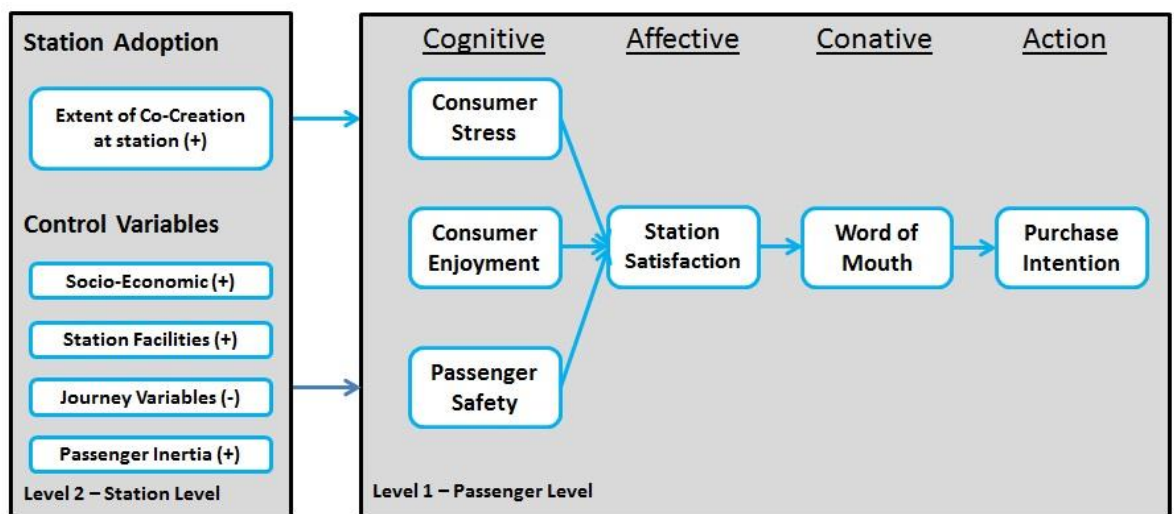 Station Adoption
Extent of Co-Creation
at station (+)
Control Variables
Socio-Economic (+)
Station Facilities (+)
Journey Variables (-)
Passenger Inertia (+)
Level 2 – Station Level
Cognitive
Affective
Conative
Action
Consumer
Stress
Consumer
Enjoyment
Passenger
Safety
Station
Satisfaction
Word of
Mouth
Purchase
Intention
Level 1 – Passenger Level